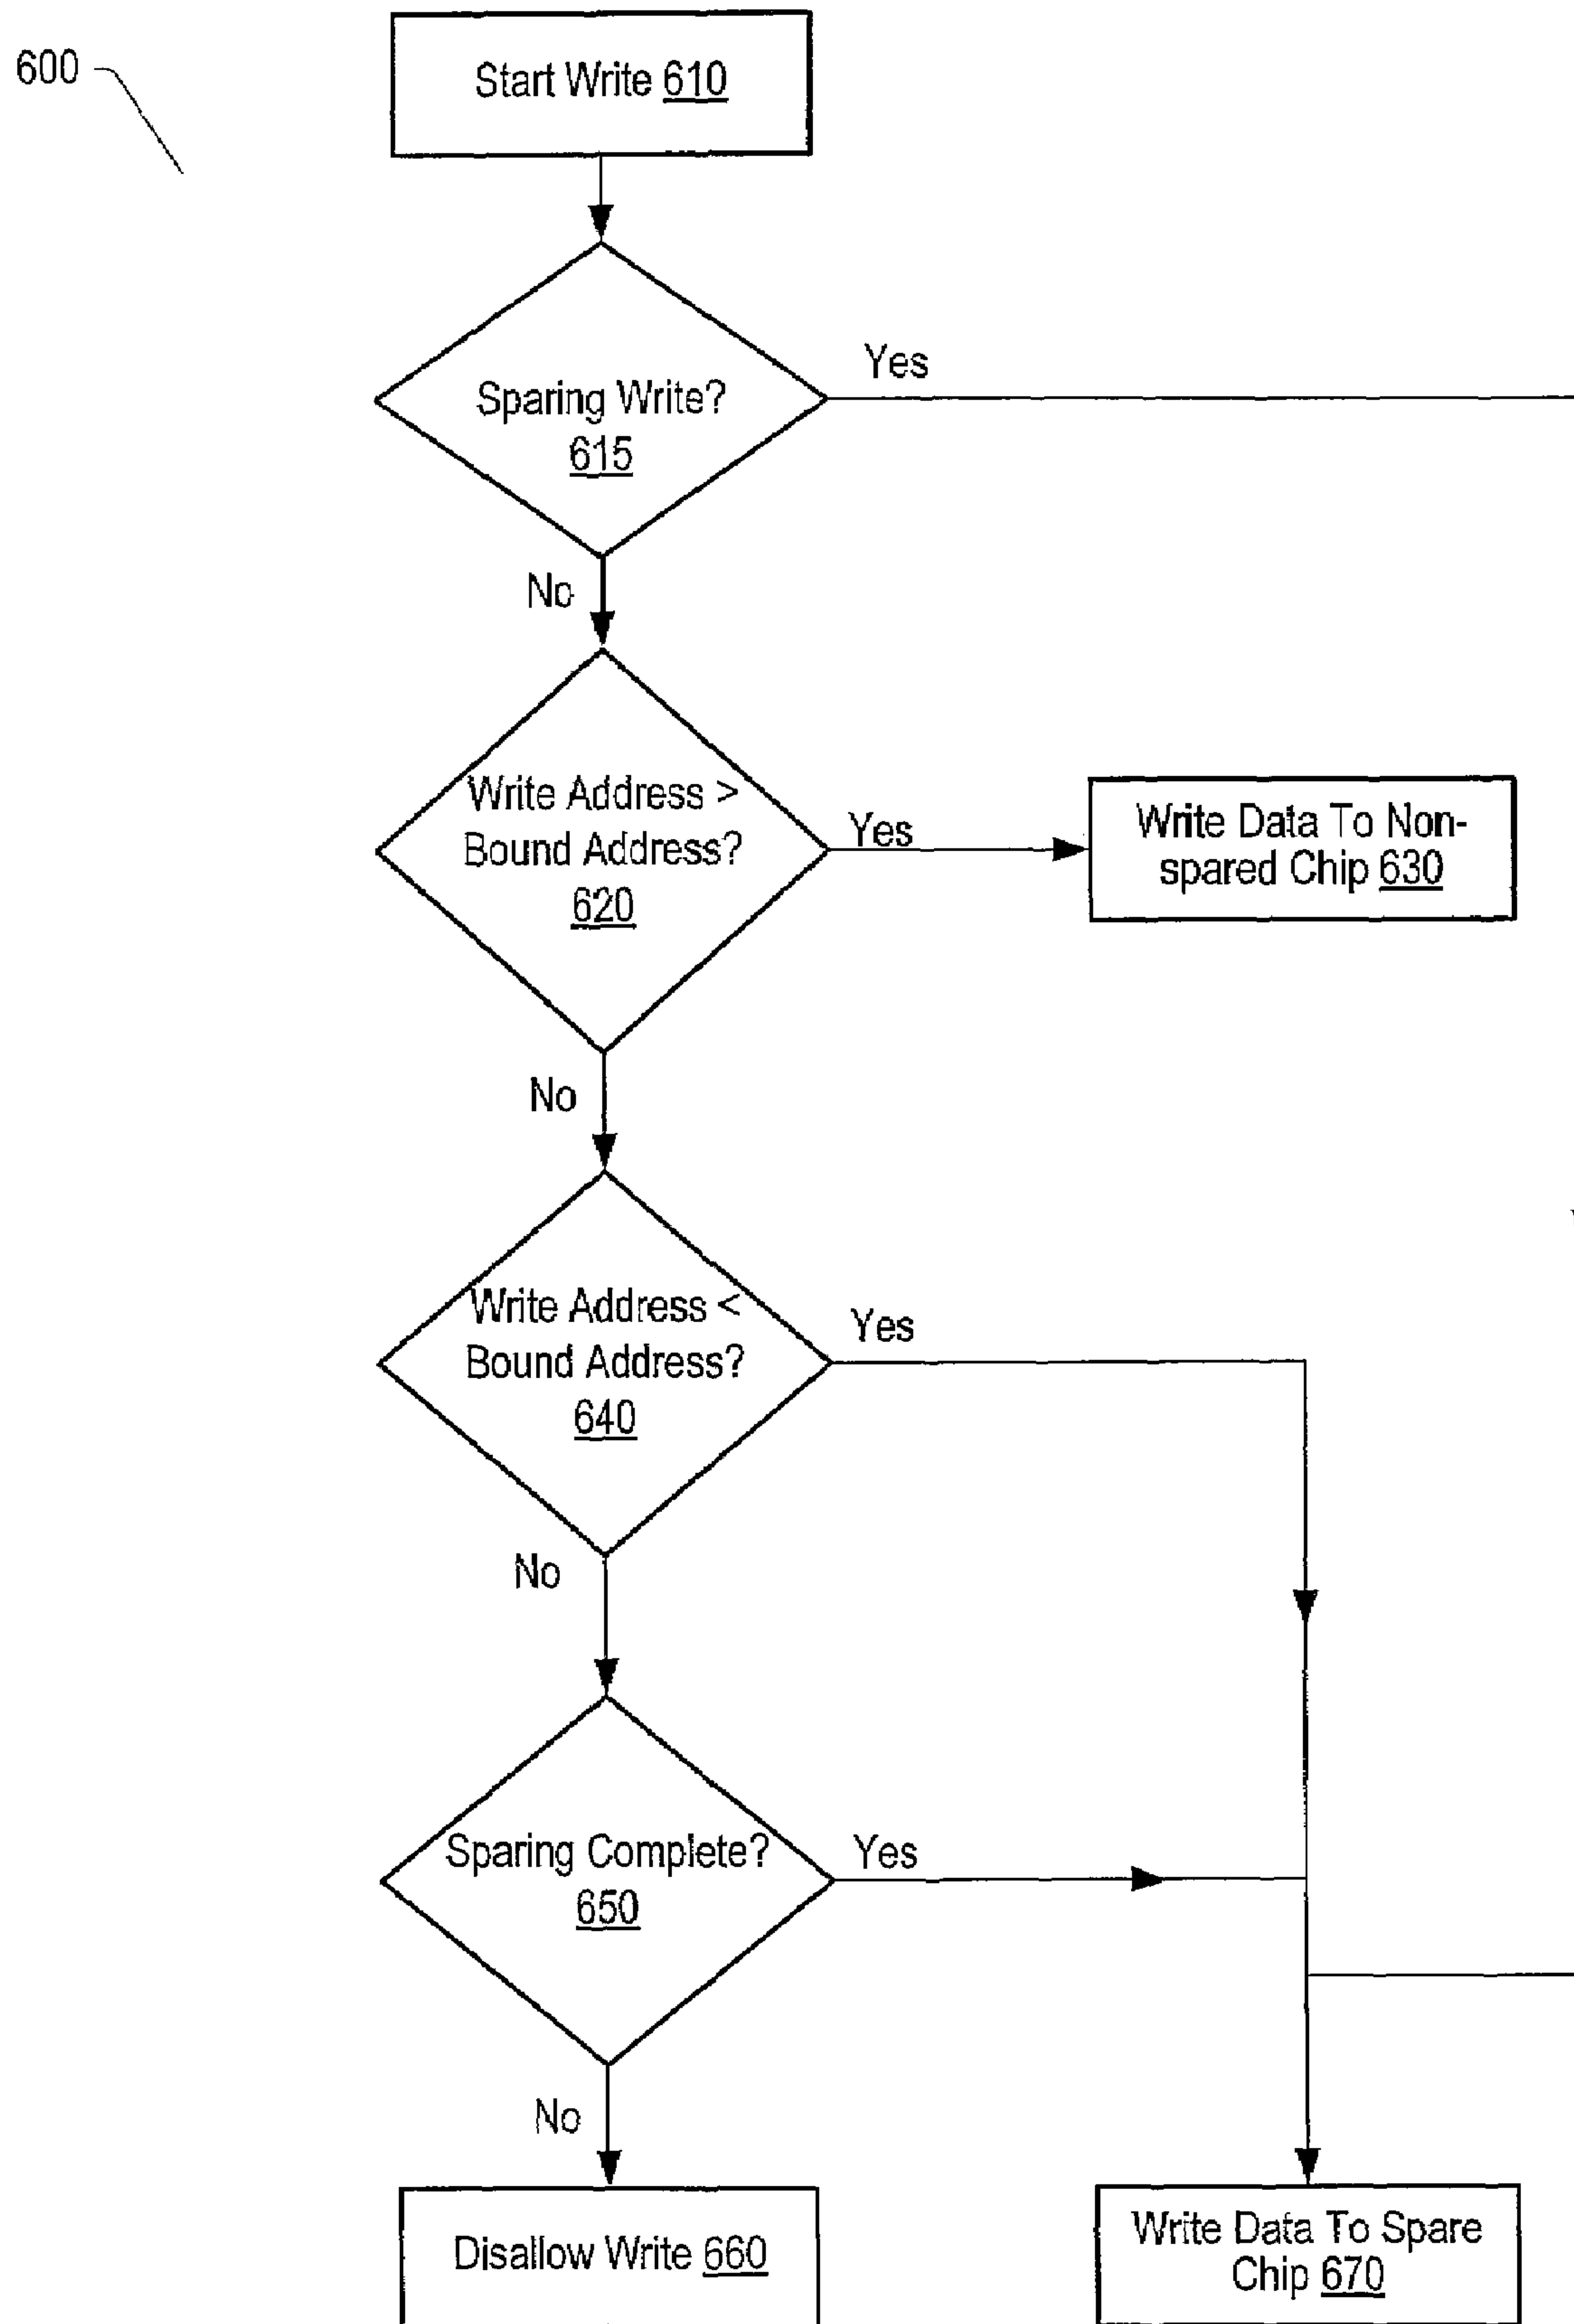 600
Start Write 610
Yes
Sparing Write?
615
No
Write Address >
Bound Address?
620
Yes
Write Data To Non-
spared Chip 630
No
Write Address <
Bound Address?
640
Yes
No
Sparing Complete?
650
Yes
No
Disallow Write 660
Write Data To Spare
Chip 670